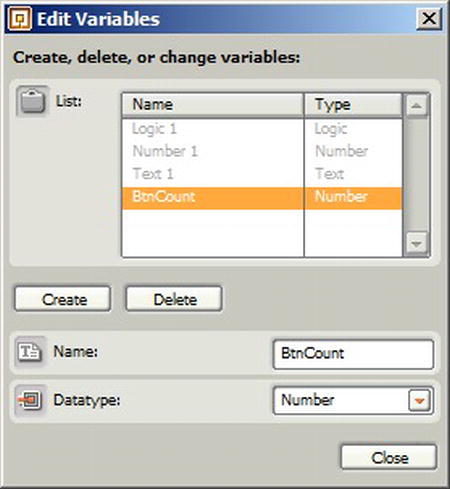 Edit Variables
Create, delete, or change variables:
List:
Name Type
Logic 1 Logic
Number 1 Number
Text 1 Text
BtnCount Number
Create Delete
Name: BtnCount
Datatype: Number
Close